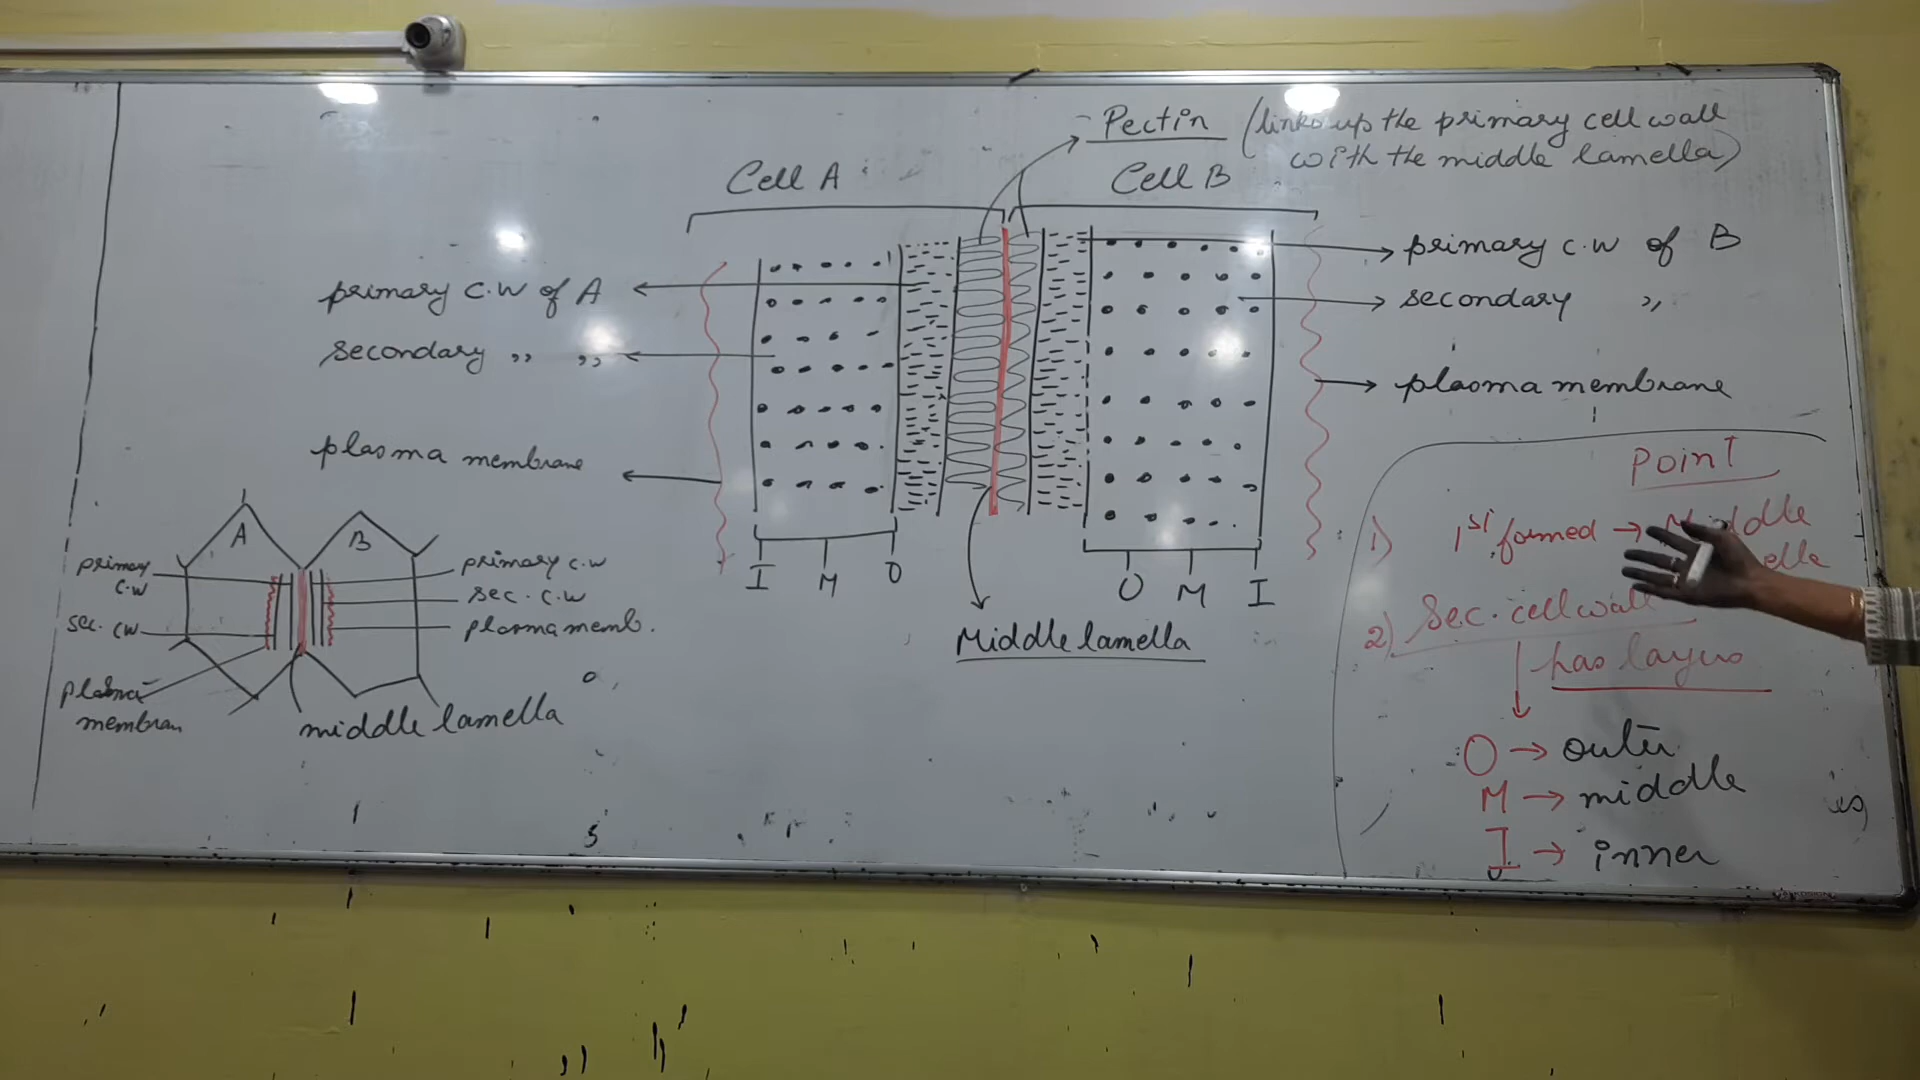 Pectin (links up the primary cell wall
with the middle lamella)
Cell A
Cell B
primary c.w of A
secondary ,, ,,
plasma membrane
primary c.w of B
secondary ,,
plasma membrane
I M O
O M I
Middle lamella
A
B
primary
c.w
sec. cw
plasma
membran
primary c.w
sec. c.w
plasma memb.
middle lamella
Point
1) 1st formed → Middle
2) Sec. cell wall
has layers
O → outer
M → middle
I → inner